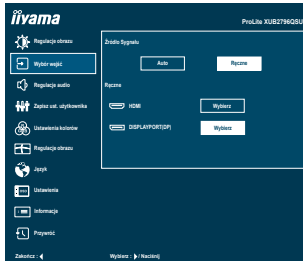 iiyama
ProLite XUB2796QSU
Regulacja obrazu
Wybór wejść
Regulacje audio
Zapisz ust. użytkownika
Ustawienia kolorów
Regulacja obrazu
Język
Ustawienia
Informacje
Przywróć
Źródło Sygnału
Auto
Ręczne
Ręczne
HDMI
Wybierz
DISPLAYPORT(DP)
Wybierz
Zakończ :
Wybierz : / Naciśnij